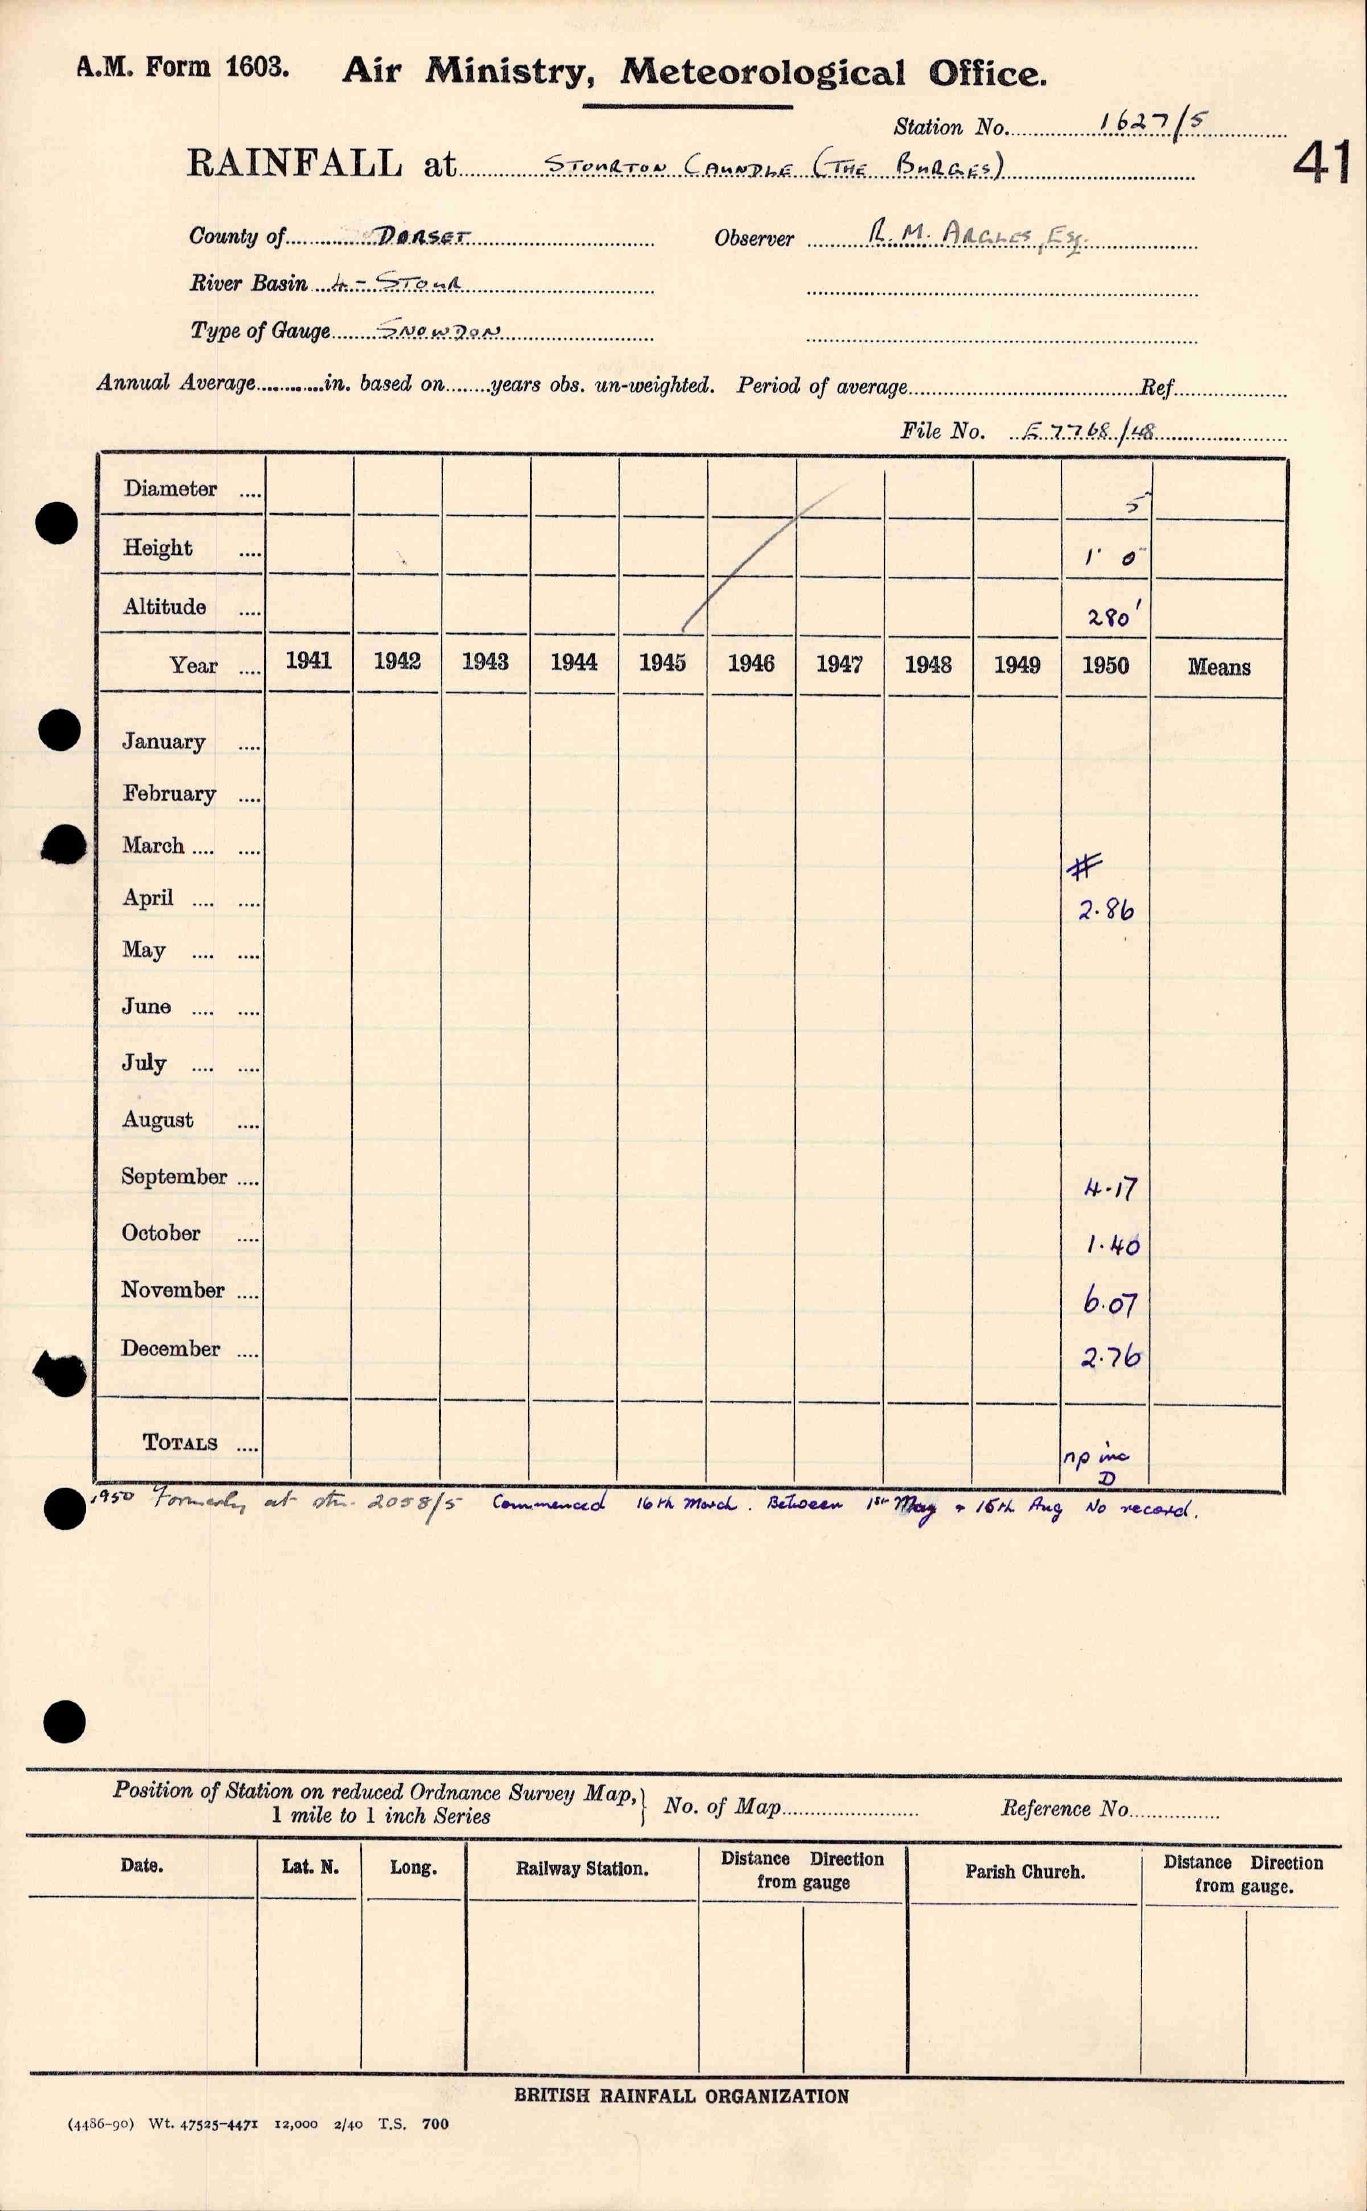 A.M. Form 1603. Air Ministry, Meteorological Office.
Station No. 1627/5
41
RAINFALL at STOURTON CAUNDLE (THE BURGES)
County of DORSET Observer R. M. ARGLES, Esq.
River Basin 4 - STOUR
Type of Gauge SNOWDON
Annual Average............in. based on........years obs. un-weighted. Period of average Ref.
File No. E 7768/48
Diameter .... 5
Height .... 1' 0
Altitude .... 280'
Year .... 1941 1942 1943 1944 1945 1946 1947 1948 1949 1950 Means
January ....
February ....
March .... .... #
April .... .... 2.86
May .... ....
June .... ....
July .... ....
August ....
September .... 4.17
October .... 1.40
November .... 6.07
December .... 2.76
TOTALS .... np inc
D
1950 Formerly at stn. 2058/5 Commenced 16th March. Between 1st May & 15th Aug No record.
Position of Station on reduced Ordnance Survey Map, } No. of Map Reference No.
1 mile to 1 inch Series
Date. Lat. N. Long. Railway Station. Distance Direction from gauge Parish Church. Distance Direction from gauge.
BRITISH RAINFALL ORGANIZATION
(4486-90) Wt. 47525-4471 12,000 2/40 T.S. 700